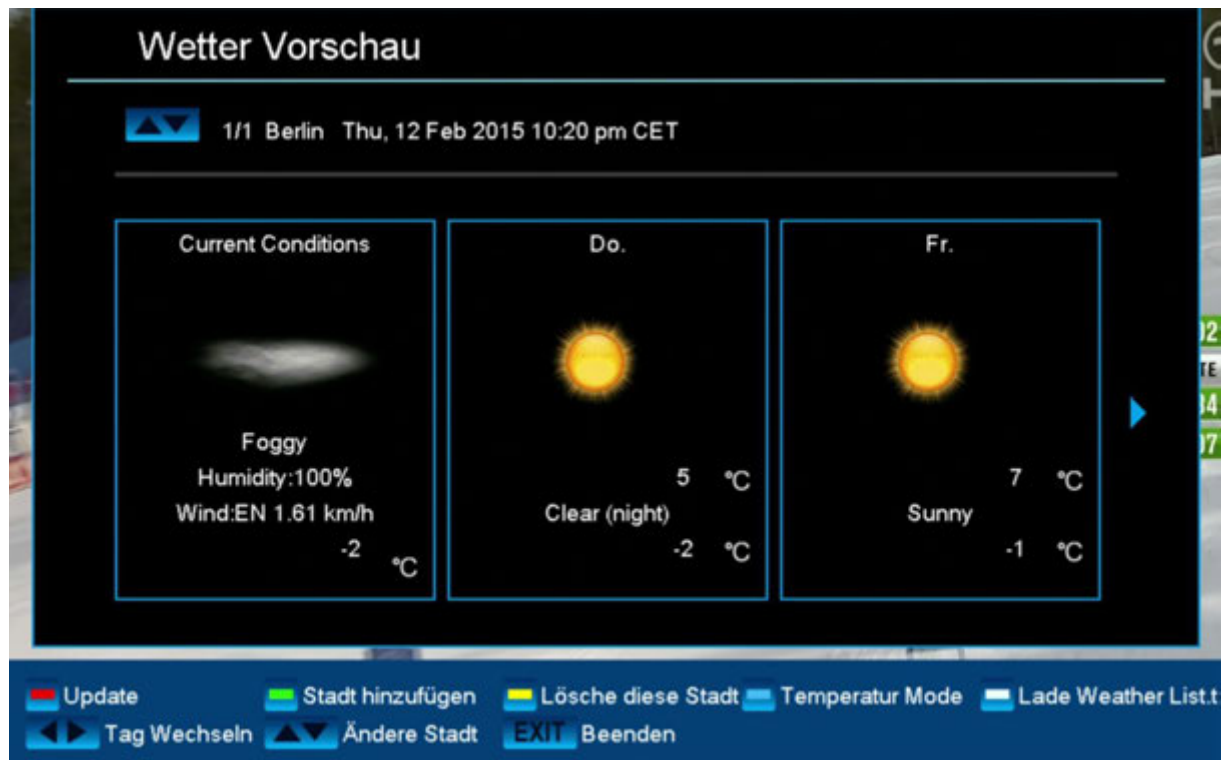 Wetter Vorschau
1/1 Berlin Thu, 12 Feb 2015 10:20 pm CET
Current Conditions
Foggy
Humidity:100%
Wind:EN 1.61 km/h
-2 °C
Do.
5 °C
Clear (night)
-2 °C
Fr.
7 °C
Sunny
-1 °C
Update Stadt hinzufügen Lösche diese Stadt Temperatur Mode Lade Weather List.t
Tag Wechseln Ändere Stadt EXIT Beenden